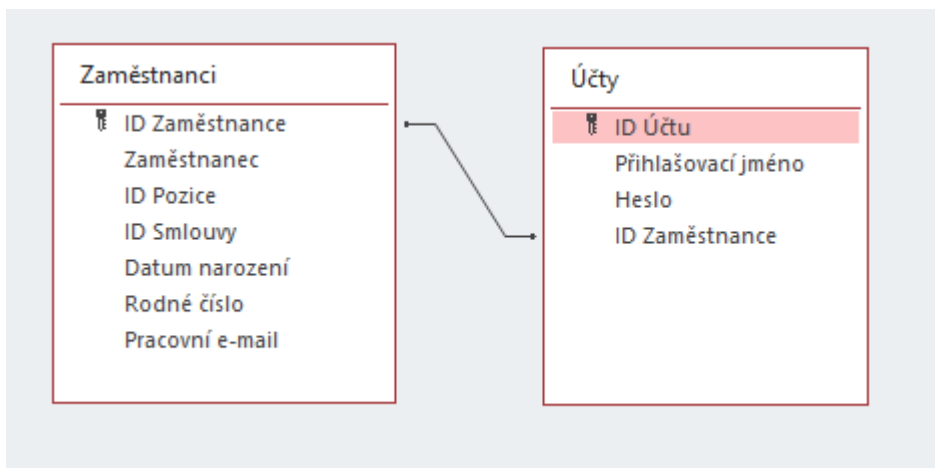 Zaměstnanci
ID Zaměstnance
Zaměstnanec
ID Pozice
ID Smlouvy
Datum narození
Rodné číslo
Pracovní e-mail
Účty
ID Účtu
Přihlašovací jméno
Heslo
ID Zaměstnance